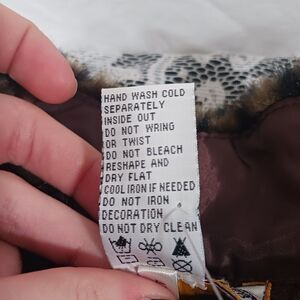 HAND WASH COLD
SEPARATELY
INSIDE OUT
DO NOT WRING
OR TWIST
DO NOT BLEACH
RESHAPE AND
DRY FLAT
COOL IRON IF NEEDED
DO NOT IRON
DECORATION
DO NOT DRY CLEAN